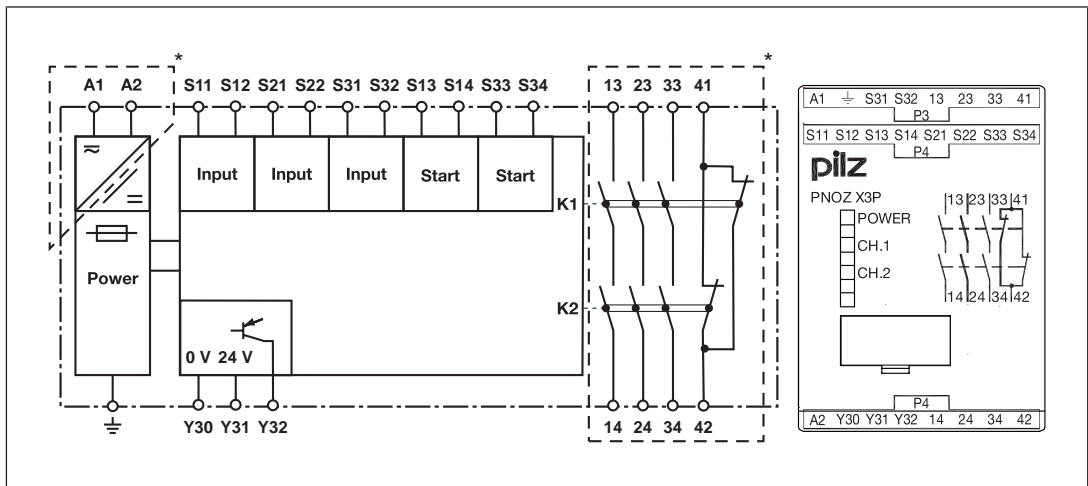 * *
A1 A2 S11 S12 S21 S22 S31 S32 S13 S14 S33 S34 13 23 33 41
≂
=
Input Input Input Start Start
K1
Power
K2
0 V 24 V
Y30 Y31 Y32 14 24 34 42
A1 ⏚ S31 S32 13 23 33 41
P3
S11 S12 S13 S14 S21 S22 S33 S34
P4
pilz
PNOZ X3P
13 23 33 41
POWER
CH.1
CH.2
14 24 34 42
P4
A2 Y30 Y31 Y32 14 24 34 42